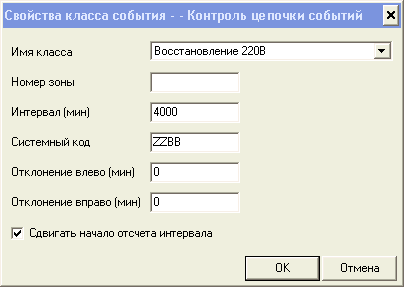 Свойства класса события - - Контроль цепочки событий
Имя класса Восстановление 220В
Номер зоны
Интервал (мин) 4000
Системный код ZZBB
Отклонение влево (мин) 0
Отклонение вправо (мин) 0
Сдвигать начало отсчета интервала
OK Отмена